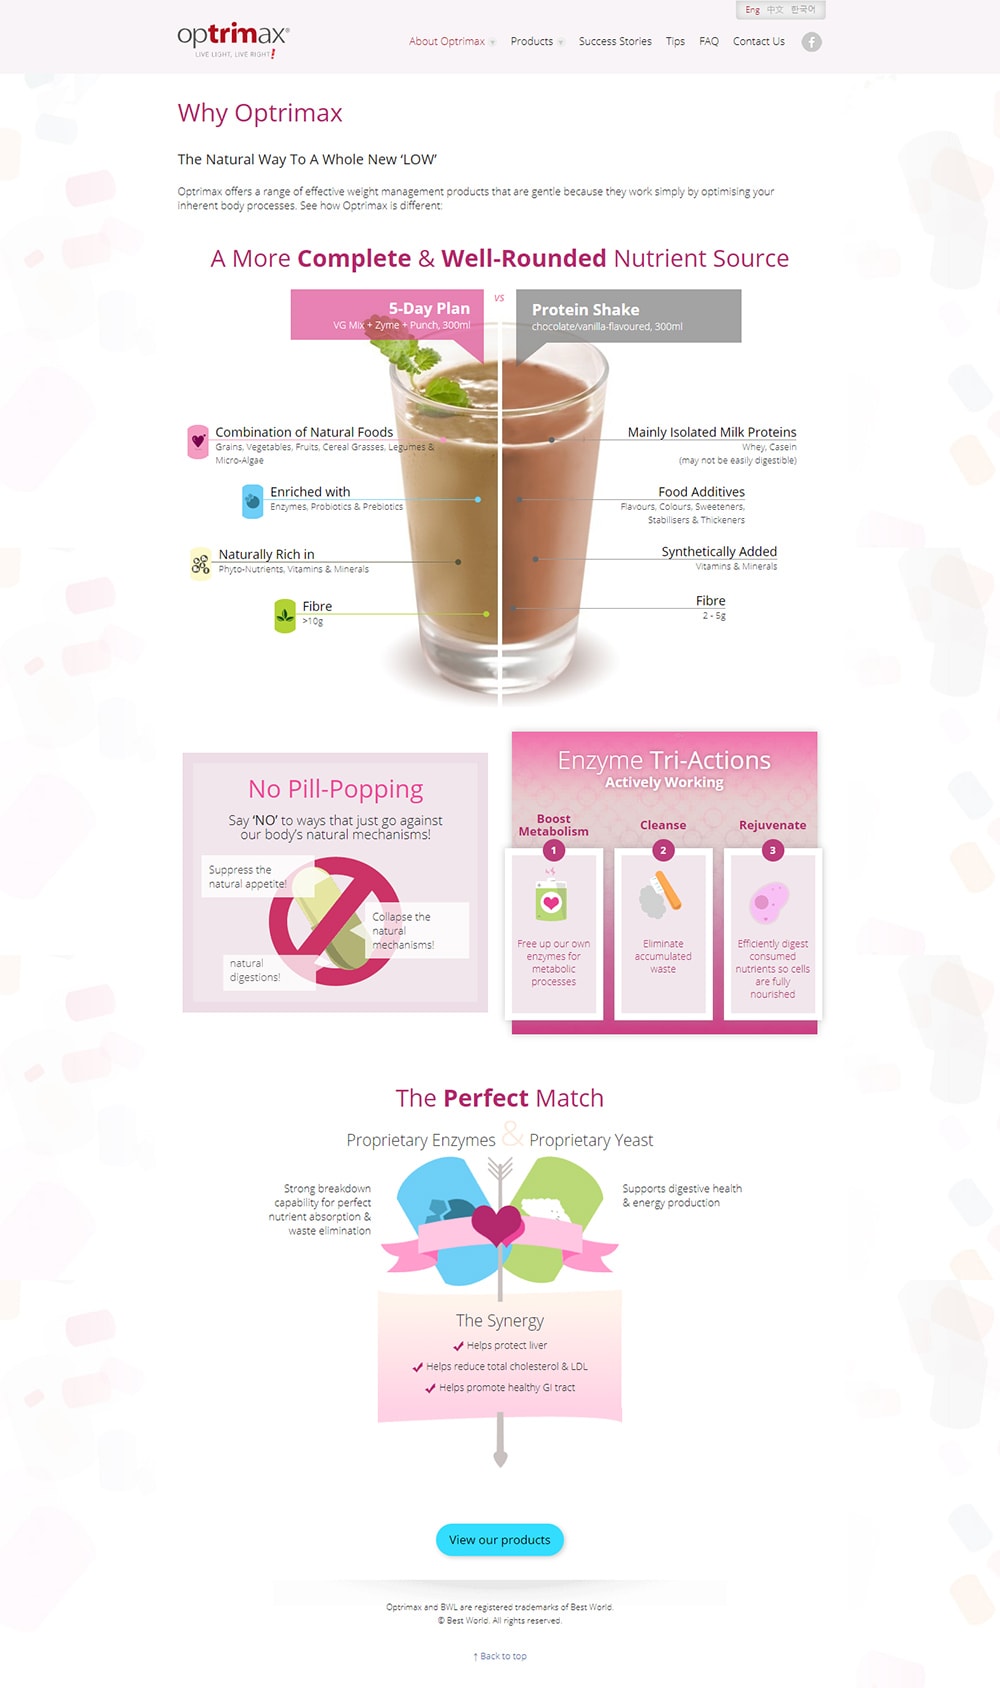 Eng 中文 한국어
optrimax®
LIVE LIGHT, LIVE RIGHT!
About Optrimax
Products
Success Stories
Tips
FAQ
Contact Us
f
Why Optrimax
The Natural Way To A Whole New ‘LOW’
Optrimax offers a range of effective weight management products that are gentle because they work simply by optimising your
inherent body processes. See how Optrimax is different:
A More Complete & Well-Rounded Nutrient Source
5-Day Plan
VG Mix + Zyme + Punch, 300ml
vs
Protein Shake
chocolate/vanilla-flavoured, 300ml
Combination of Natural Foods
Grains, Vegetables, Fruits, Cereal Grasses, Legumes &
Micro-Algae
Mainly Isolated Milk Proteins
Whey, Casein
(may not be easily digestible)
Enriched with
Enzymes, Probiotics & Prebiotics
Food Additives
Flavours, Colours, Sweeteners,
Stabilisers & Thickeners
Naturally Rich in
Phyto-Nutrients, Vitamins & Minerals
Synthetically Added
Vitamins & Minerals
Fibre
>10g
Fibre
2 - 5g
No Pill-Popping
Say ‘NO’ to ways that just go against
our body’s natural mechanisms!
Suppress the
natural appetite!
Collapse the
natural
mechanisms!
natural
digestions!
Enzyme Tri-Actions
Actively Working
Boost
Metabolism
1
Free up our own
enzymes for
metabolic
processes
Cleanse
2
Eliminate
accumulated
waste
Rejuvenate
3
Efficiently digest
consumed
nutrients so cells
are fully
nourished
The Perfect Match
Proprietary Enzymes & Proprietary Yeast
Strong breakdown
capability for perfect
nutrient absorption &
waste elimination
Supports digestive health
& energy production
The Synergy
Helps protect liver
Helps reduce total cholesterol & LDL
Helps promote healthy GI tract
View our products
Optrimax and BWL are registered trademarks of Best World.
© Best World. All rights reserved.
↑ Back to top